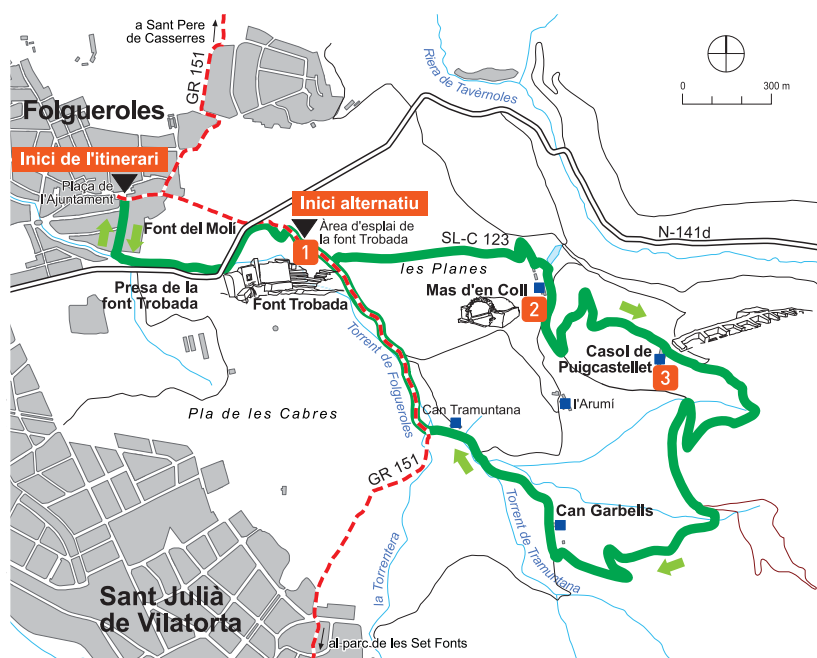 a Sant Pere
de Casserres
GR 151
Folgueroles
Inici de l'itinerari
Plaça de
l'Ajuntament
Font del Molí
Inici alternatiu
Àrea d'esplai de
la font Trobada
1
Riera de Tavèrnoles
0 300 m
SL-C 123
N-141d
les Planes
Presa de la
font Trobada
Font Trobada
Mas d'en Coll
2
Casol de
Puigcastellet
3
Torrent de Folgueroles
Pla de les Cabres
Can Tramuntana
l'Arumí
GR 151
Can Garbells
Torrent de Tramuntana
la Torrentera
Sant Julià
de Vilatorta
al parc de les Set Fonts